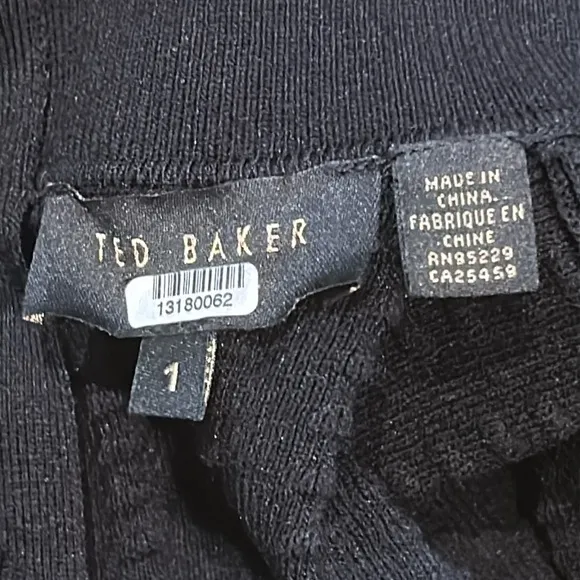 TED BAKER
13180062
1
MADE IN
CHINA.
FABRIQUE EN
CHINE
RN95229
CA25459